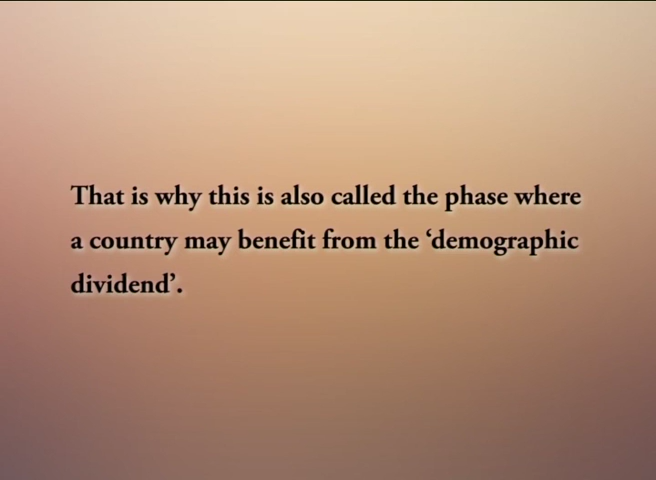 That is why this is also called the phase where
a country may benefit from the ‘demographic
dividend’.